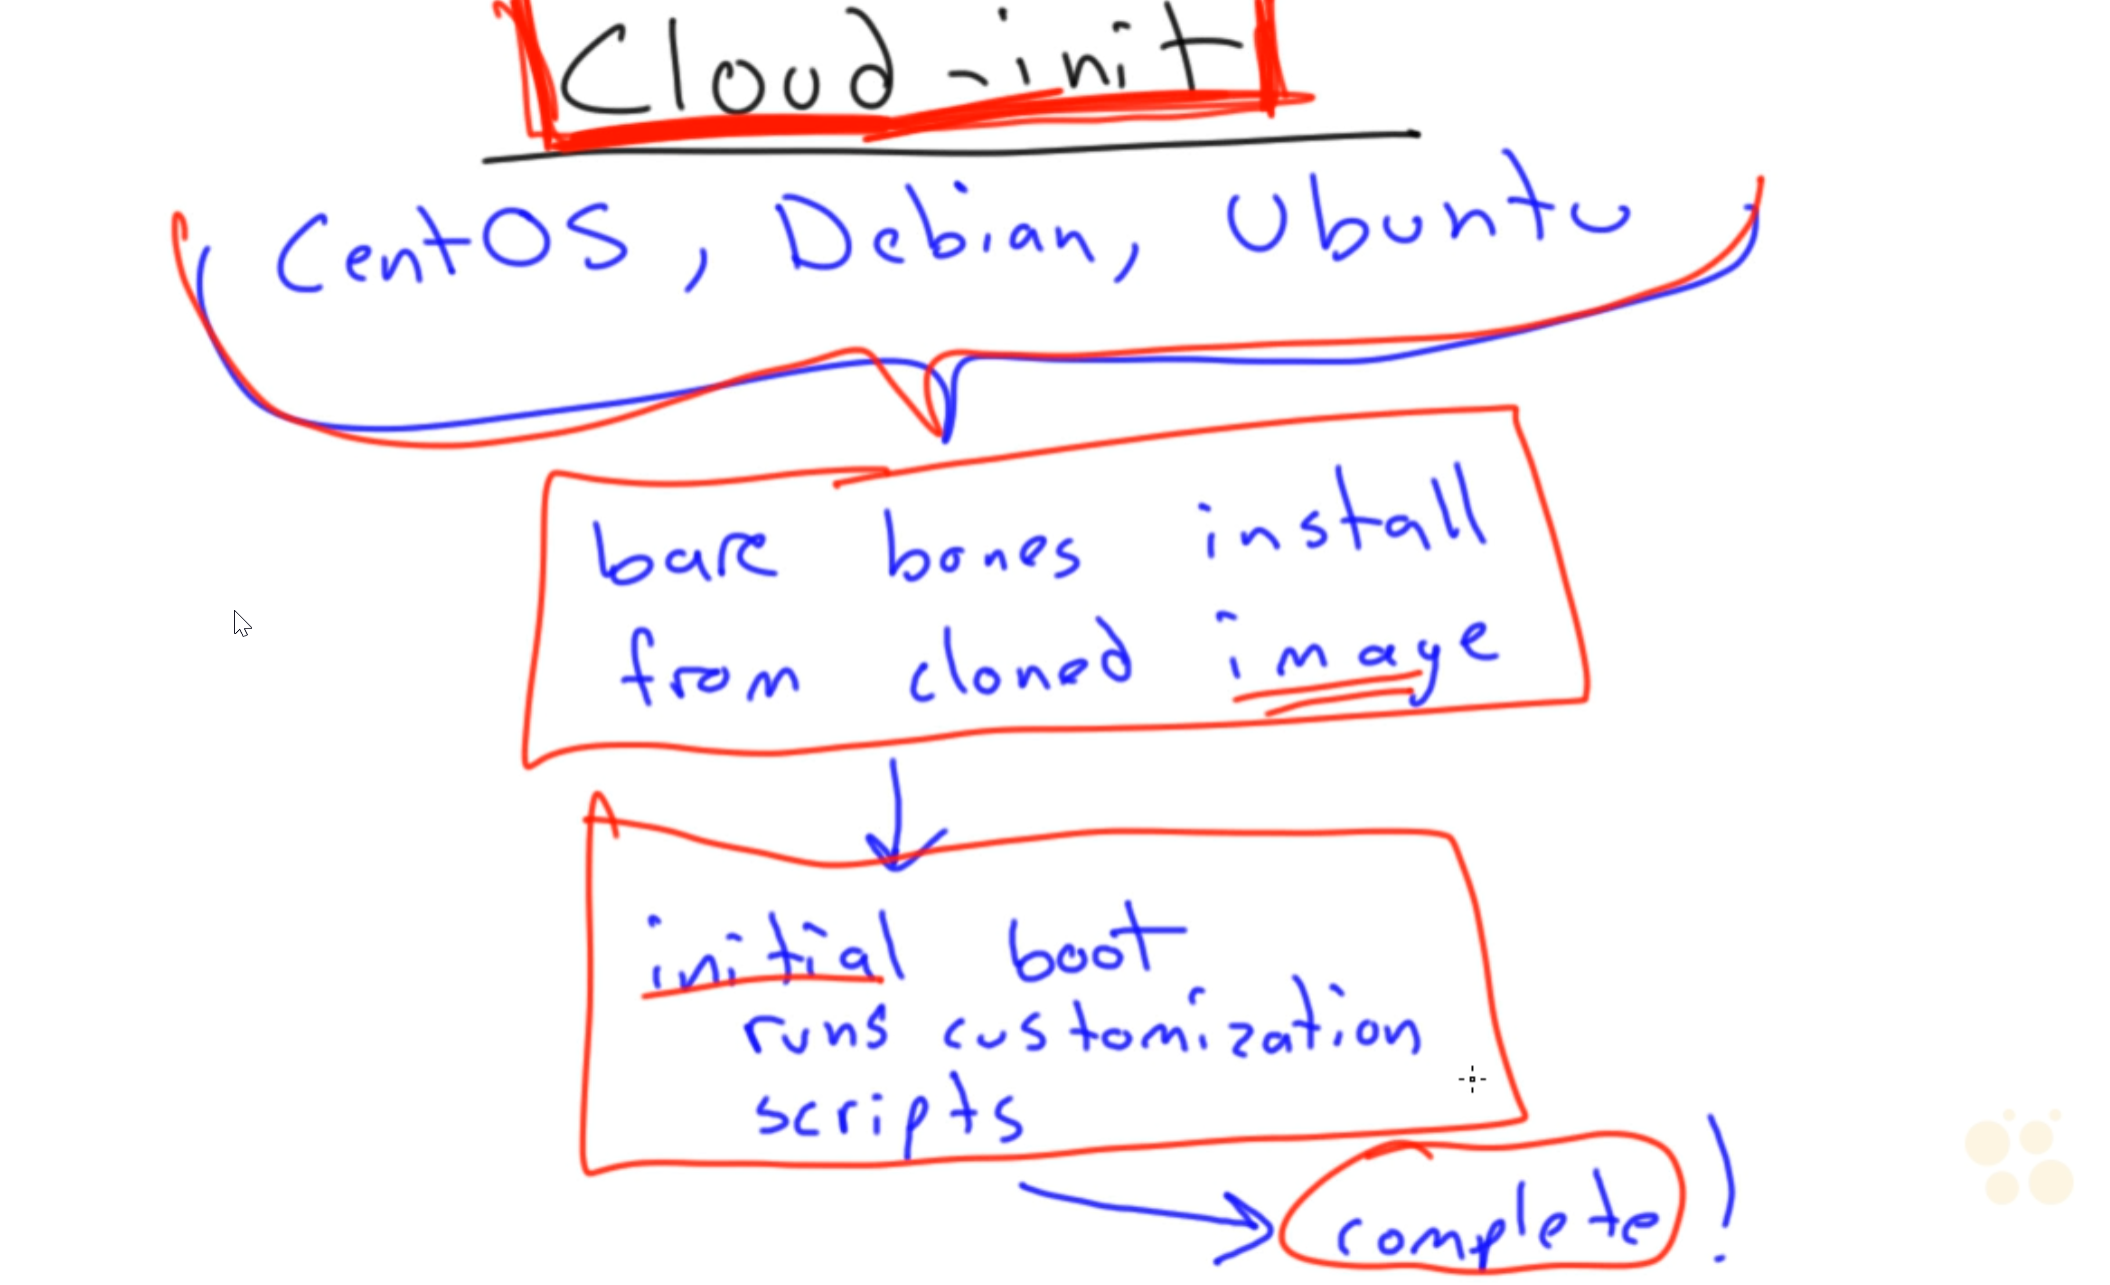 Cloud-init
CentOS, Debian, Ubuntu
bare bones install
from cloned image
initial boot
runs customization
scripts
complete!